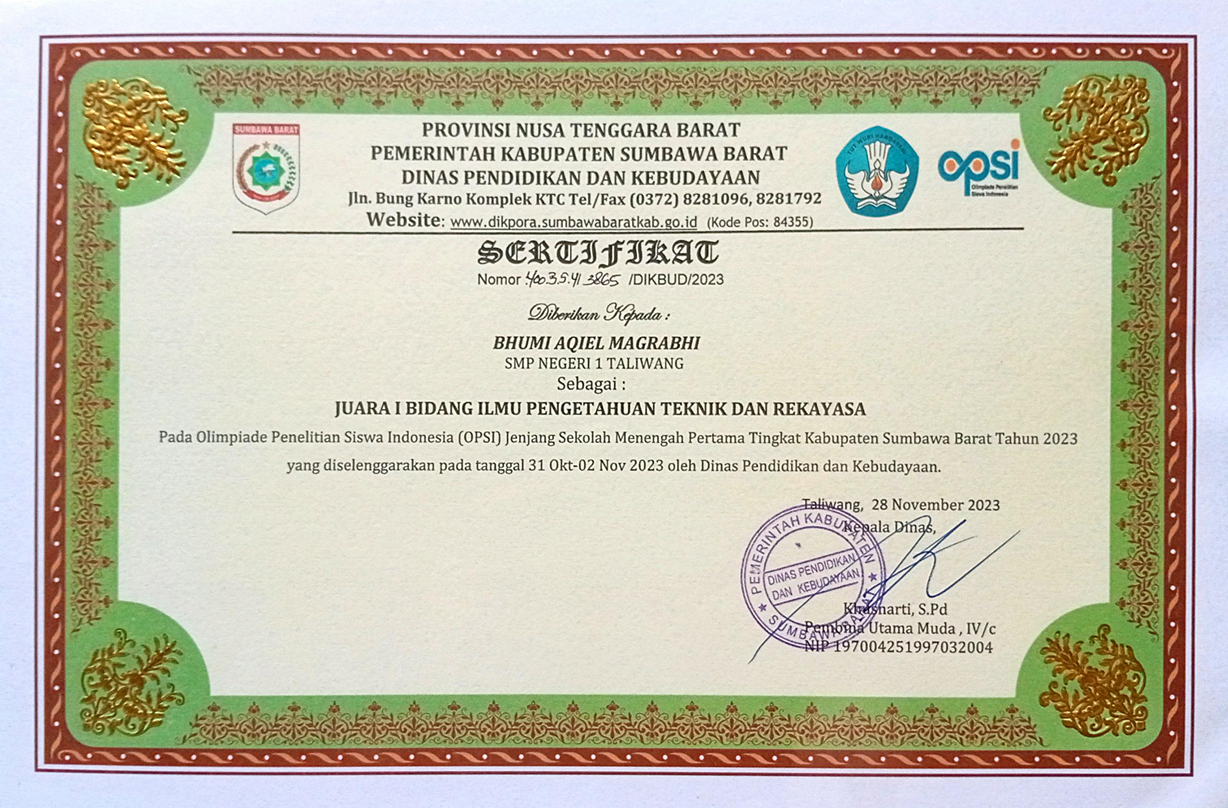 SUMBAWA BARAT
PROVINSI NUSA TENGGARA BARAT
PEMERINTAH KABUPATEN SUMBAWA BARAT
DINAS PENDIDIKAN DAN KEBUDAYAAN
Jln. Bung Karno Komplek KTC Tel/Fax (0372) 8281096, 8281792
Website: www.dikpora.sumbawabaratkab.go.id (Kode Pos: 84355)
TUT WURI HANDAYANI
opsi
Olimpiade Penelitian
Siswa Indonesia
SERTIFIKAT
Nomor :400.3.5.4/ 3865 /DIKBUD/2023
Diberikan Kepada :
BHUMI AQIEL MAGRABHI
SMP NEGERI 1 TALIWANG
Sebagai :
JUARA I BIDANG ILMU PENGETAHUAN TEKNIK DAN REKAYASA
Pada Olimpiade Penelitian Siswa Indonesia (OPSI) Jenjang Sekolah Menengah Pertama Tingkat Kabupaten Sumbawa Barat Tahun 2023
yang diselenggarakan pada tanggal 31 Okt-02 Nov 2023 oleh Dinas Pendidikan dan Kebudayaan.
Taliwang, 28 November 2023
Kepala Dinas,
PEMERINTAH KABUPATEN
DINAS PENDIDIKAN
DAN KEBUDAYAAN
SUMBAWA BARAT
Khusnarti, S.Pd
Pembina Utama Muda , IV/c
NIP 197004251997032004